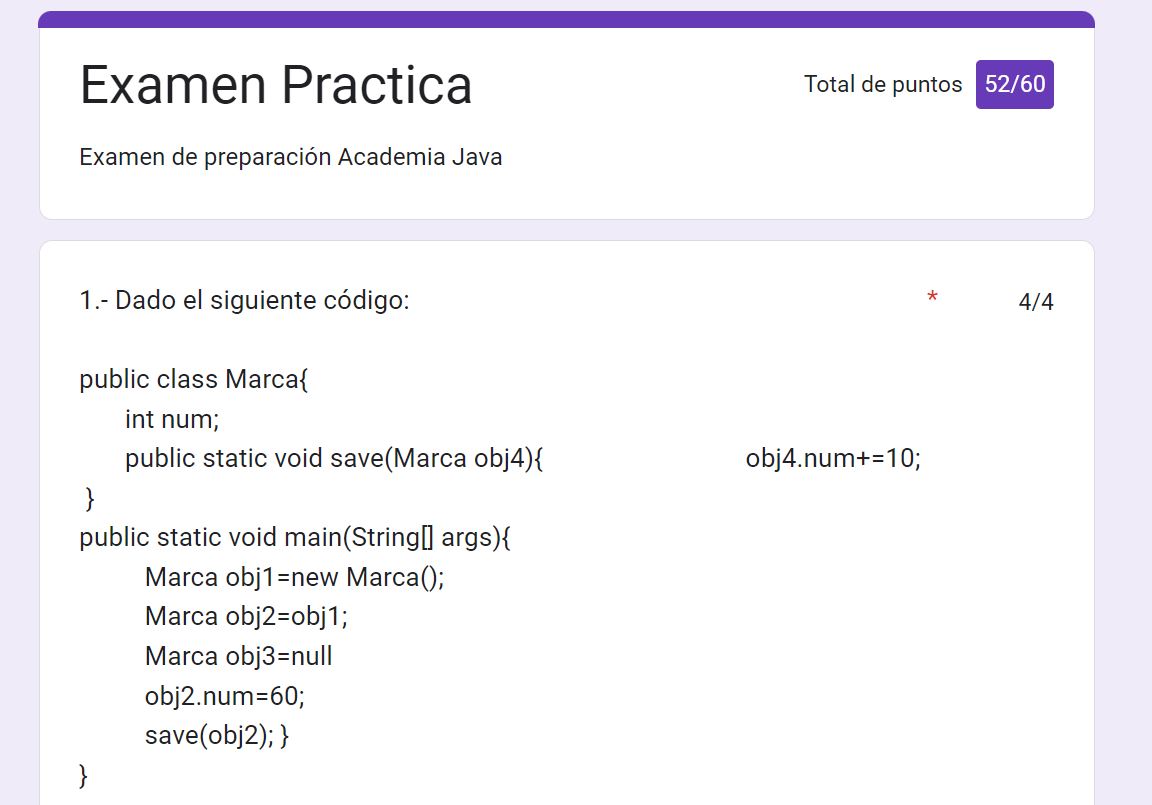 Examen Practica
Total de puntos 52/60
Examen de preparación Academia Java
1.- Dado el siguiente código:
* 4/4
public class Marca{
int num;
public static void save(Marca obj4){ obj4.num+=10;
}
public static void main(String[] args){
Marca obj1=new Marca();
Marca obj2=obj1;
Marca obj3=null
obj2.num=60;
save(obj2); }
}